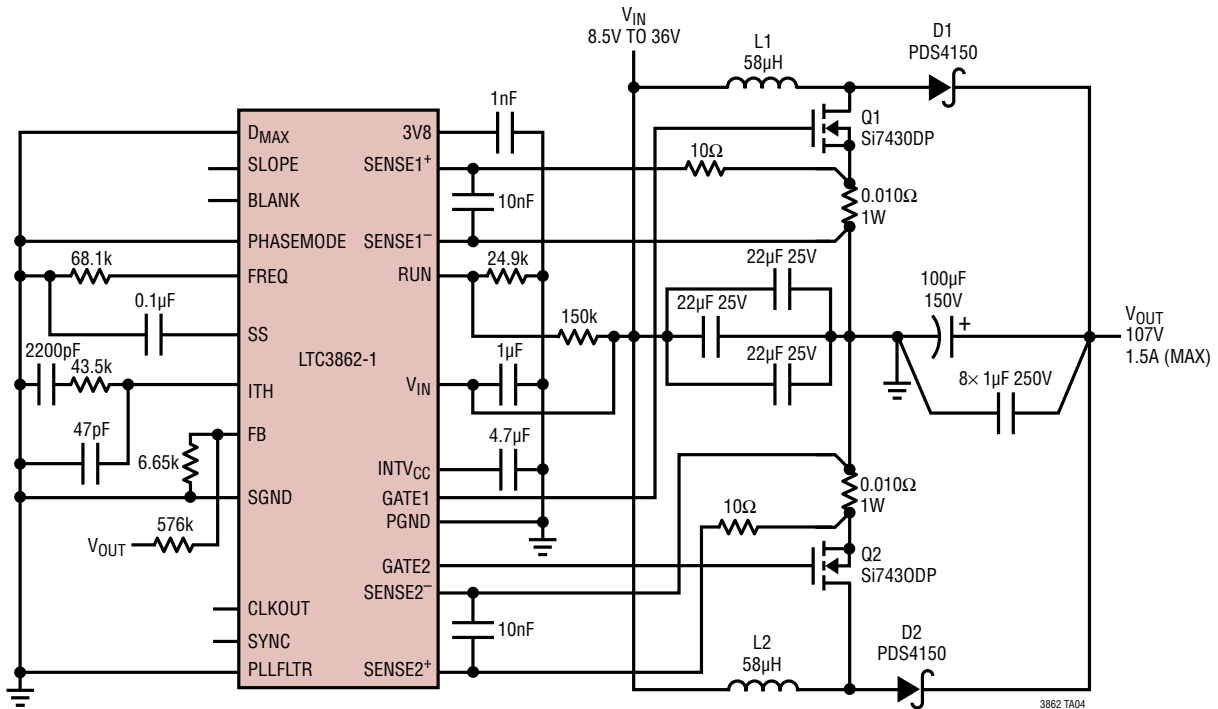 VIN
8.5V TO 36V
L1
58µH
D1
PDS4150
1nF
DMAX
3V8
Q1
Si7430DP
SLOPE
SENSE1+
10Ω
BLANK
10nF
0.010Ω
1W
PHASEMODE
SENSE1–
68.1k
FREQ
RUN
24.9k
22µF 25V
100µF
150V
0.1µF
22µF 25V
+
SS
150k
VOUT
107V
1.5A (MAX)
2200pF
43.5k
LTC3862-1
1µF
22µF 25V
ITH
VIN
8× 1µF 250V
47pF
FB
4.7µF
6.65k
INTVCC
0.010Ω
1W
SGND
GATE1
10Ω
576k
PGND
VOUT
GATE2
Q2
Si743ODP
SENSE2–
CLKOUT
10nF
SYNC
L2
58µH
D2
PDS4150
PLLFLTR
SENSE2+
3862 TA04